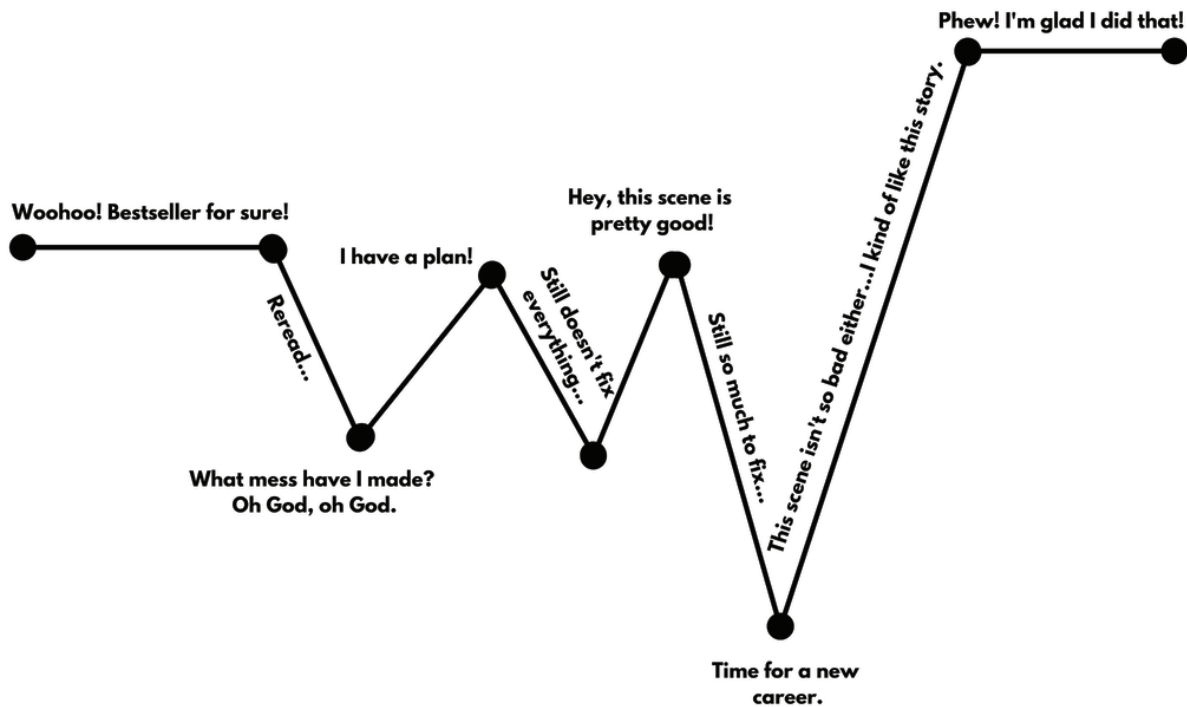 Woohoo! Bestseller for sure!
Reread...
What mess have I made?
Oh God, oh God.
I have a plan!
Still doesn't fix
everything...
Hey, this scene is
pretty good!
Still so much to fix...
Time for a new
career.
This scene isn't so bad either...I kind of like this story.
Phew! I'm glad I did that!